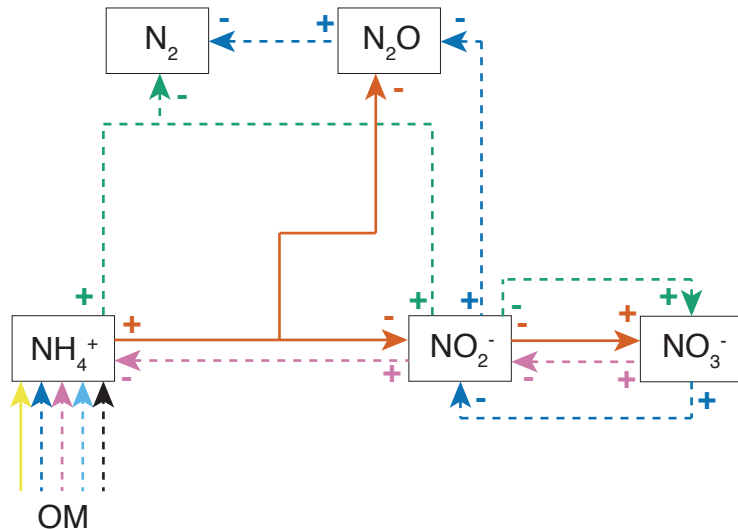 N₂ - + N₂O -
- -
+ + +
NH₄⁺ + - NO₂⁻ - + NO₃⁻
- + - +
- + - +
OM